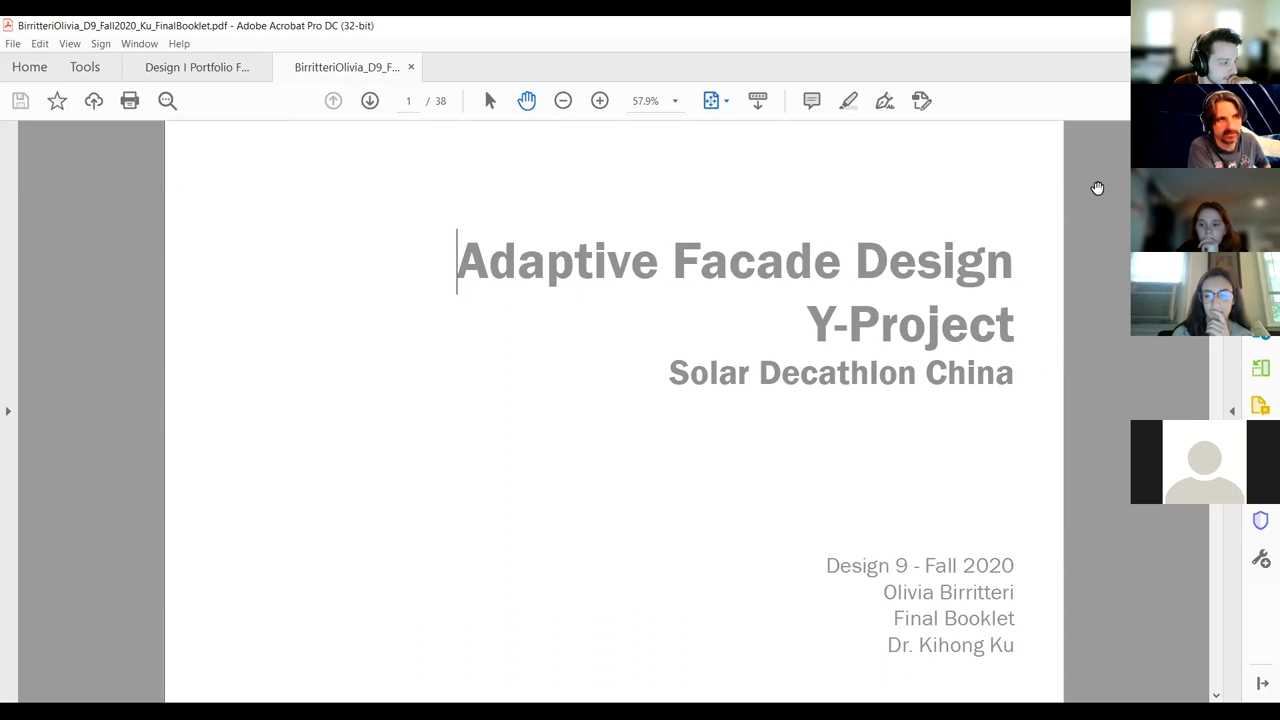 BirritteriOlivia_D9_Fall2020_Ku_FinalBooklet.pdf - Adobe Acrobat Pro DC (32-bit)
File Edit View Sign Window Help
Home Tools Design I Portfolio F... BirritteriOlivia_D9_F... ×
1 / 38 57.9%
Adaptive Facade Design
Y-Project
Solar Decathlon China
Design 9 - Fall 2020
Olivia Birritteri
Final Booklet
Dr. Kihong Ku